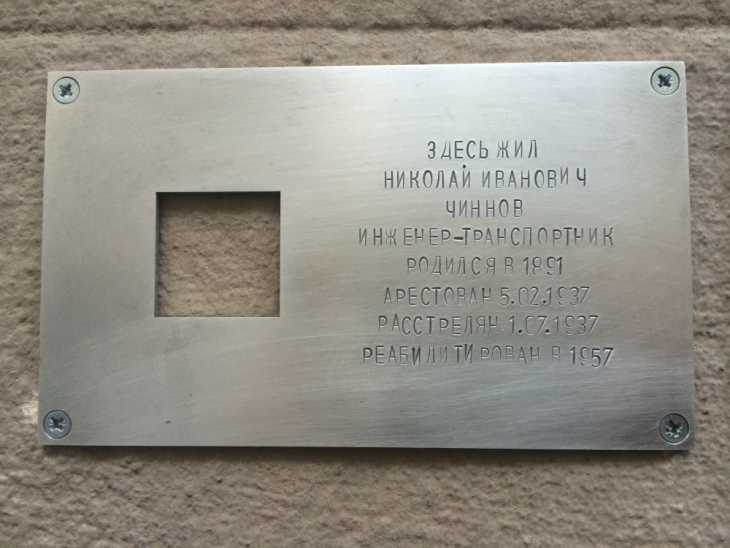 ЗДЕСЬ ЖИЛ
НИКОЛАЙ ИВАНОВИЧ
ЧИННОВ
ИНЖЕНЕР-ТРАНСПОРТНИК
РОДИЛСЯ В 1891
АРЕСТОВАН 5.02.1937
РАССТРЕЛЯН 1.07.1937
РЕАБИЛИТИРОВАН В 1957